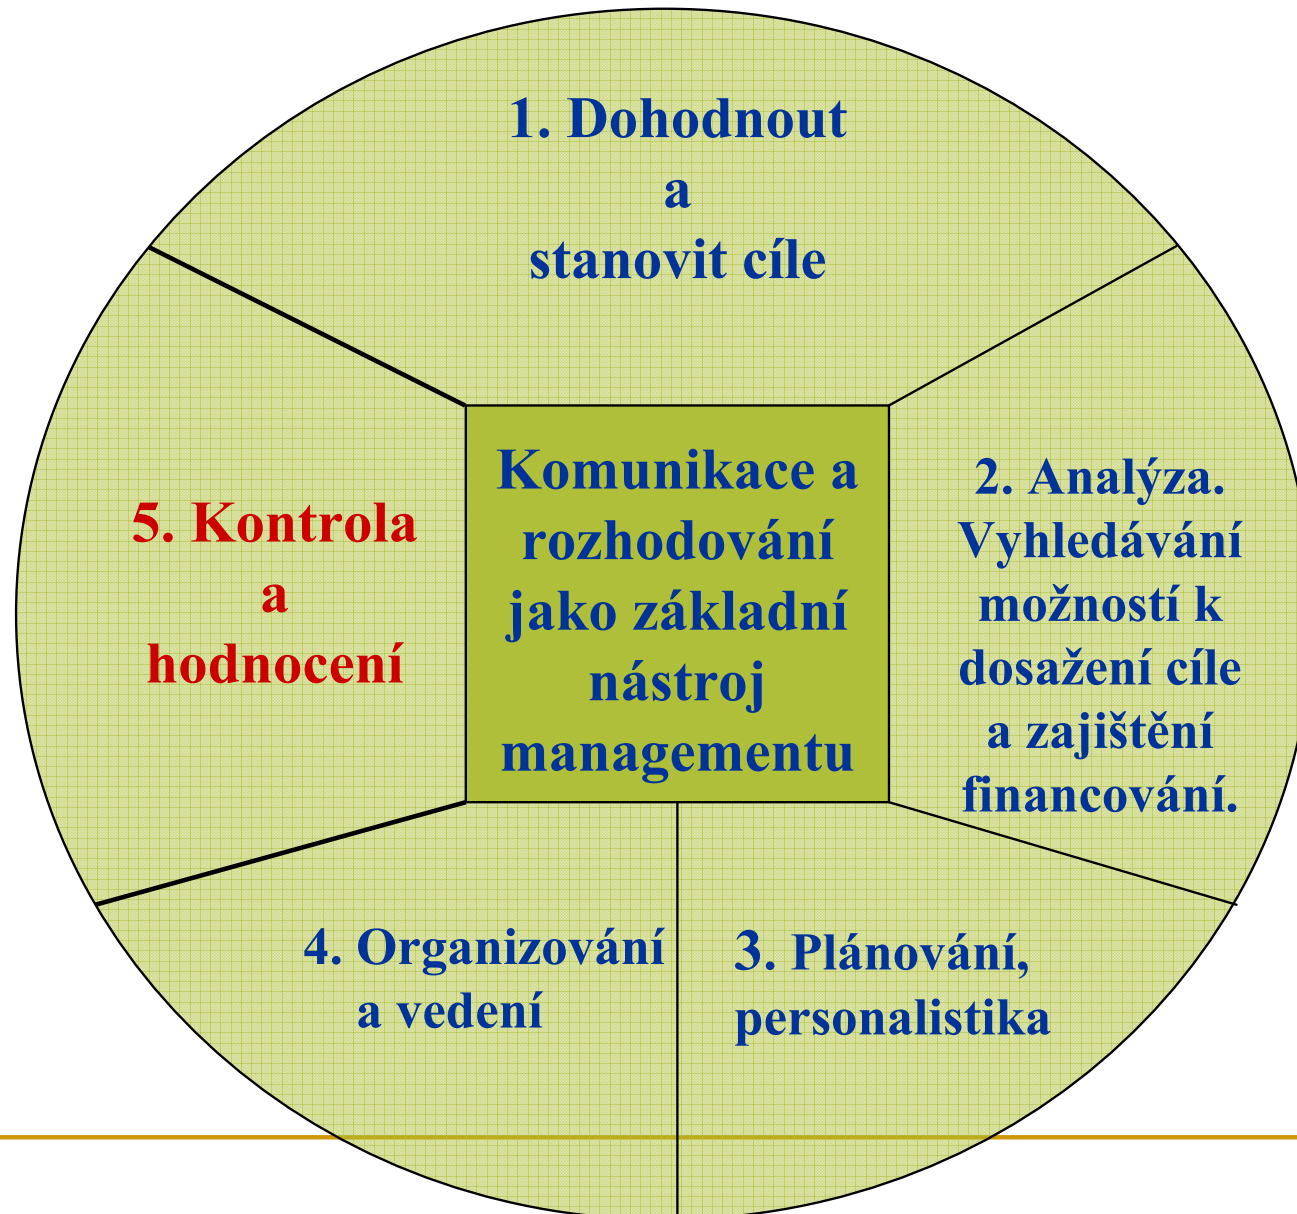 1. Dohodnout
a
stanovit cíle
Komunikace a
rozhodování
jako základní
nástroj
managementu
2. Analýza.
Vyhledávání
možností k
dosažení cíle
a zajištění
financování.
3. Plánování,
personalistika
4. Organizování
a vedení
5. Kontrola
a
hodnocení